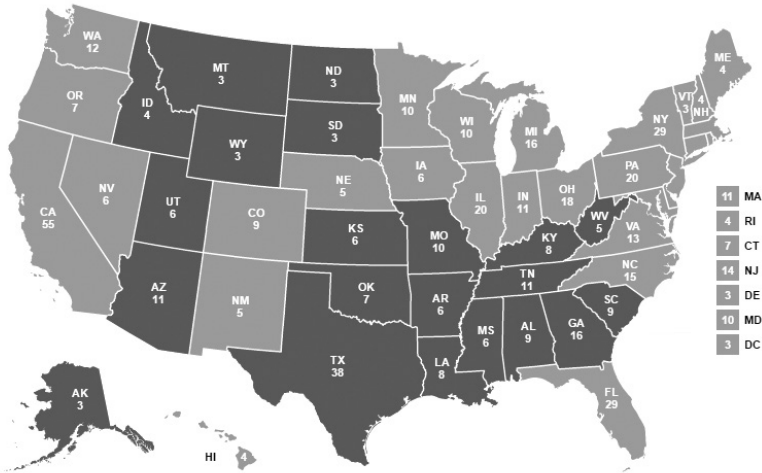 WA
12
OR
7
CA
55
NV
6
ID
4
MT
3
WY
3
UT
6
AZ
11
CO
9
NM
5
ND
3
SD
3
NE
5
KS
6
OK
7
TX
38
MN
10
IA
6
MO
10
AR
6
LA
8
WI
10
IL
20
MI
16
IN
11
OH
18
KY
8
TN
11
MS
6
AL
9
GA
16
FL
29
SC
9
NC
15
VA
13
WV
5
PA
20
NY
29
VT
3
4
NH
ME
4
11 MA
4 RI
7 CT
14 NJ
3 DE
10 MD
3 DC
AK
3
HI 4